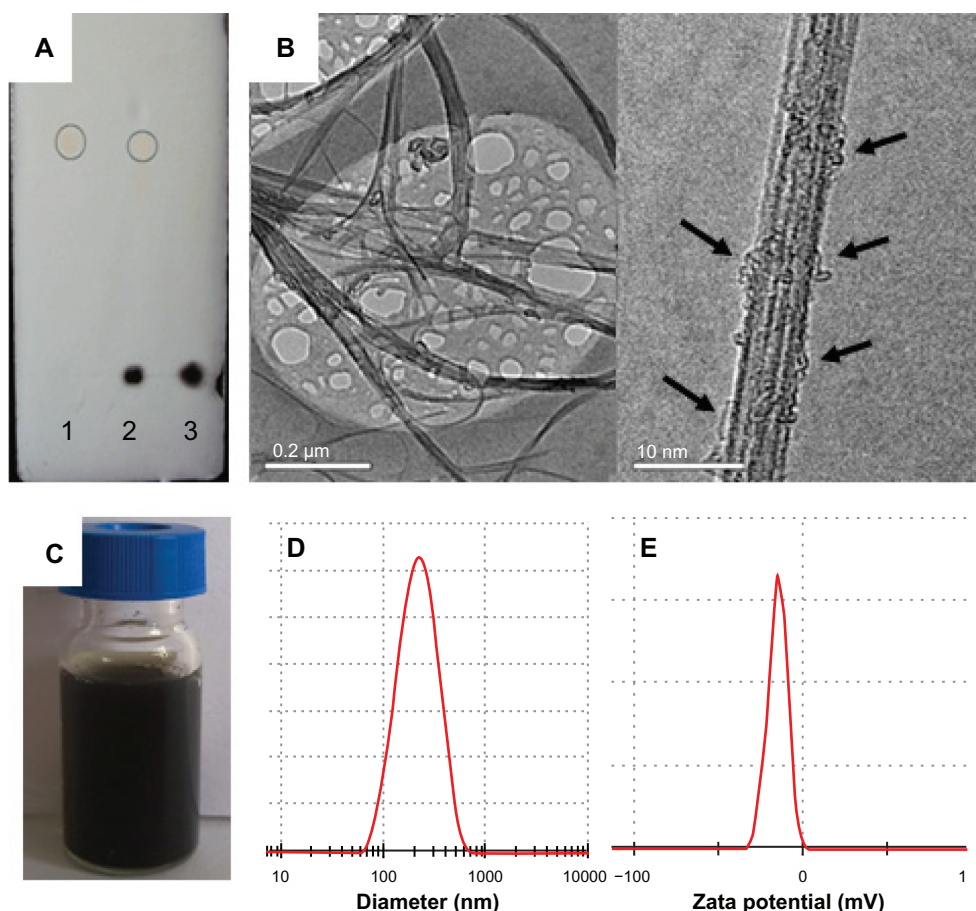 A
B
1 2 3
0.2 µm
10 nm
C
D
E
10 100 1000 10000
Diameter (nm)
−100 0 1
Zata potential (mV)